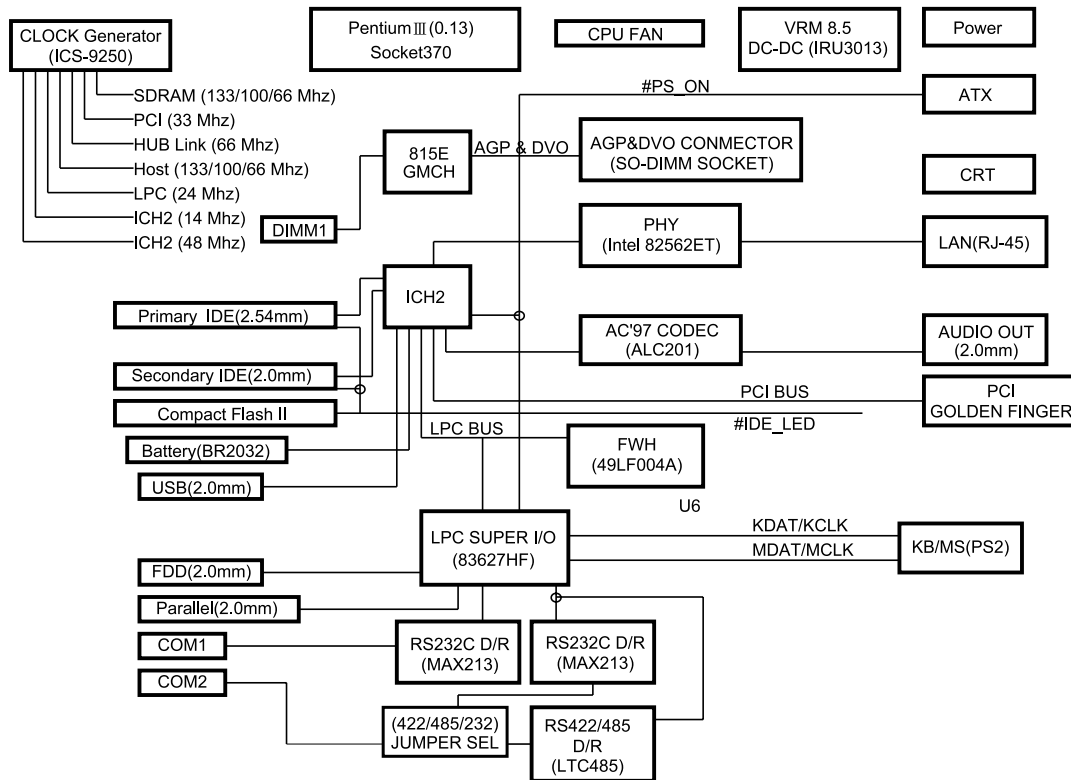 CLOCK Generator
(ICS-9250)
Pentium Ⅲ (0.13)
Socket370
CPU FAN
VRM 8.5
DC-DC (IRU3013)
Power
SDRAM (133/100/66 Mhz)
PCI (33 Mhz)
HUB Link (66 Mhz)
Host (133/100/66 Mhz)
LPC (24 Mhz)
ICH2 (14 Mhz)
ICH2 (48 Mhz)
#PS_ON
ATX
815E
GMCH
AGP & DVO
AGP&DVO CONMECTOR
(SO-DIMM SOCKET)
CRT
DIMM1
PHY
(Intel 82562ET)
LAN(RJ-45)
ICH2
Primary IDE(2.54mm)
AC'97 CODEC
(ALC201)
AUDIO OUT
(2.0mm)
Secondary IDE(2.0mm)
PCI BUS
PCI
GOLDEN FINGER
Compact Flash II
#IDE_LED
LPC BUS
Battery(BR2032)
FWH
(49LF004A)
USB(2.0mm)
U6
LPC SUPER I/O
(83627HF)
KDAT/KCLK
MDAT/MCLK
KB/MS(PS2)
FDD(2.0mm)
Parallel(2.0mm)
COM1
RS232C D/R
(MAX213)
RS232C D/R
(MAX213)
COM2
(422/485/232)
JUMPER SEL
RS422/485
D/R
(LTC485)